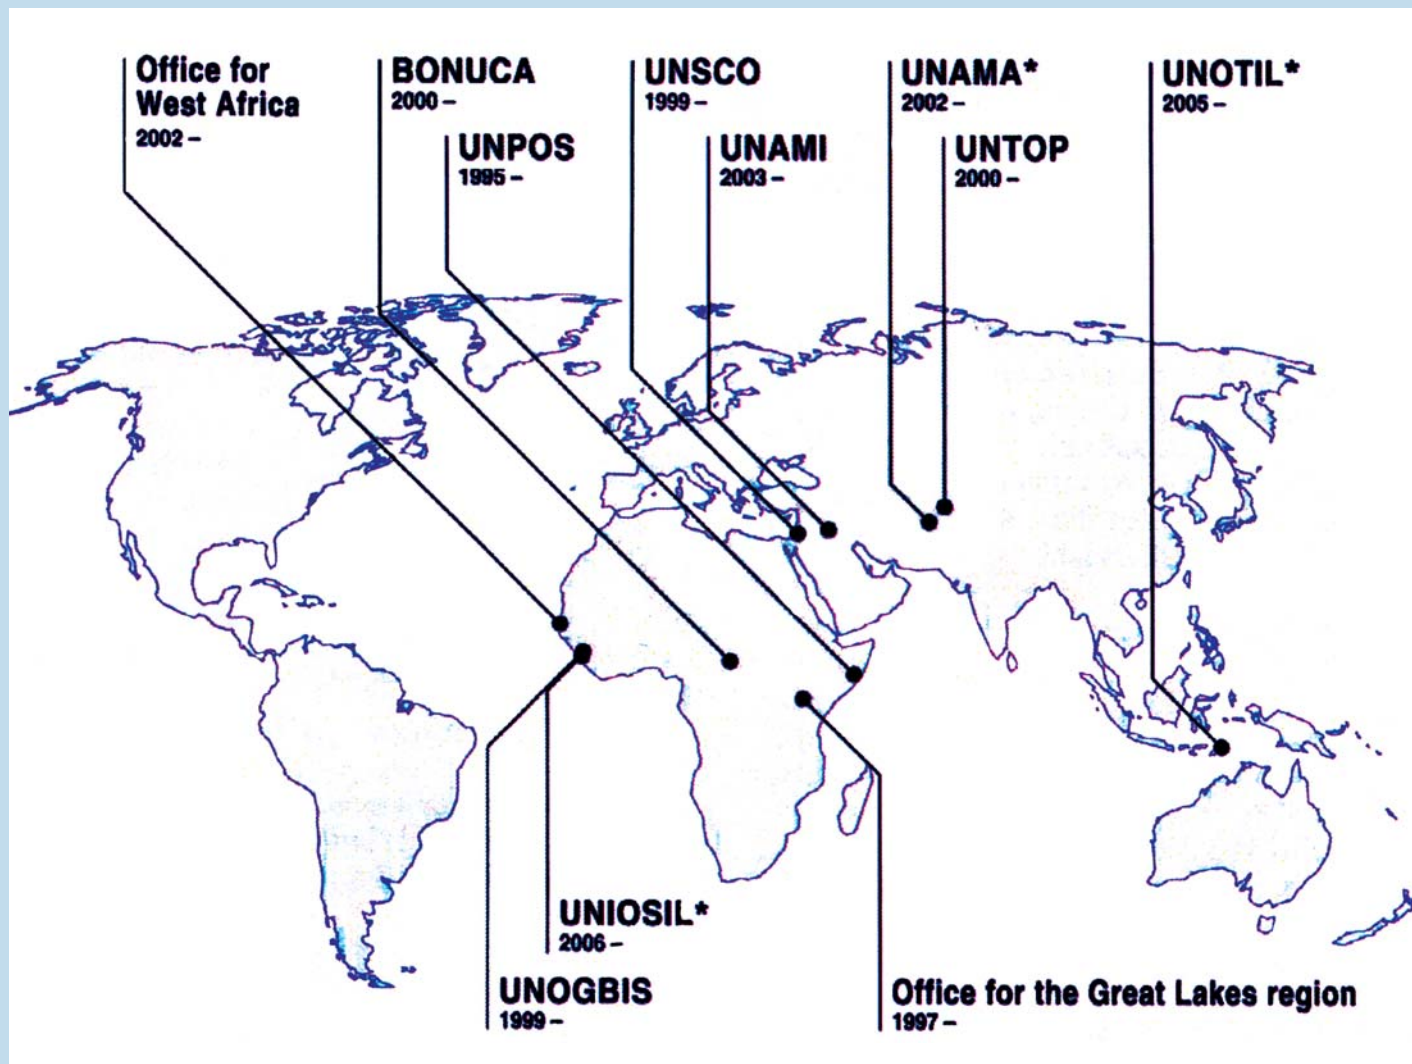 Office for
West Africa
2002 –
BONUCA
2000 –
UNPOS
1995 –
UNSCO
1999 –
UNAMI
2003 –
UNAMA*
2002 –
UNTOP
2000 –
UNOTIL*
2005 –
UNIOSIL*
2006 –
UNOGBIS
1999 –
Office for the Great Lakes region
1997 –